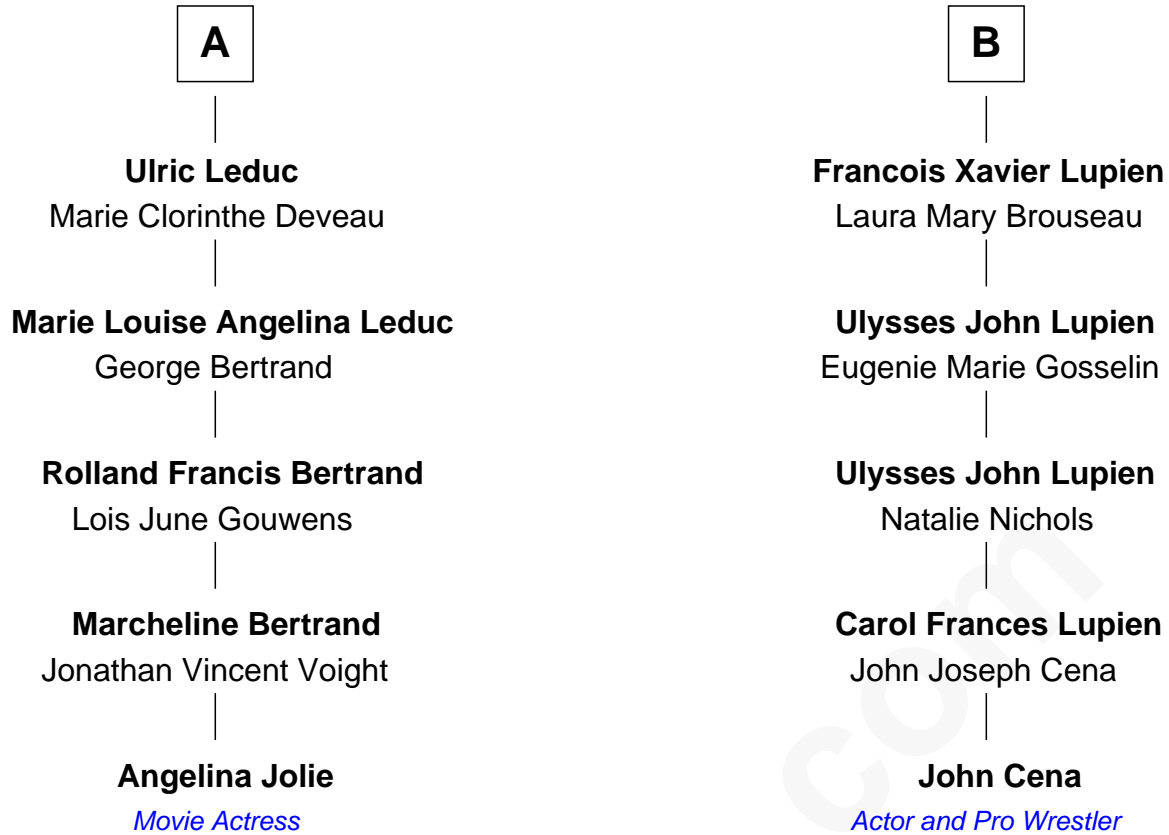 A
Ulric Leduc
Marie Clorinthe Deveau
Marie Louise Angelina Leduc
George Bertrand
Rolland Francis Bertrand
Lois June Gouwens
Marcheline Bertrand
Jonathan Vincent Voight
Angelina Jolie
Movie Actress
B
Francois Xavier Lupien
Laura Mary Brouseau
Ulysses John Lupien
Eugenie Marie Gosselin
Ulysses John Lupien
Natalie Nichols
Carol Frances Lupien
John Joseph Cena
John Cena
Actor and Pro Wrestler
com